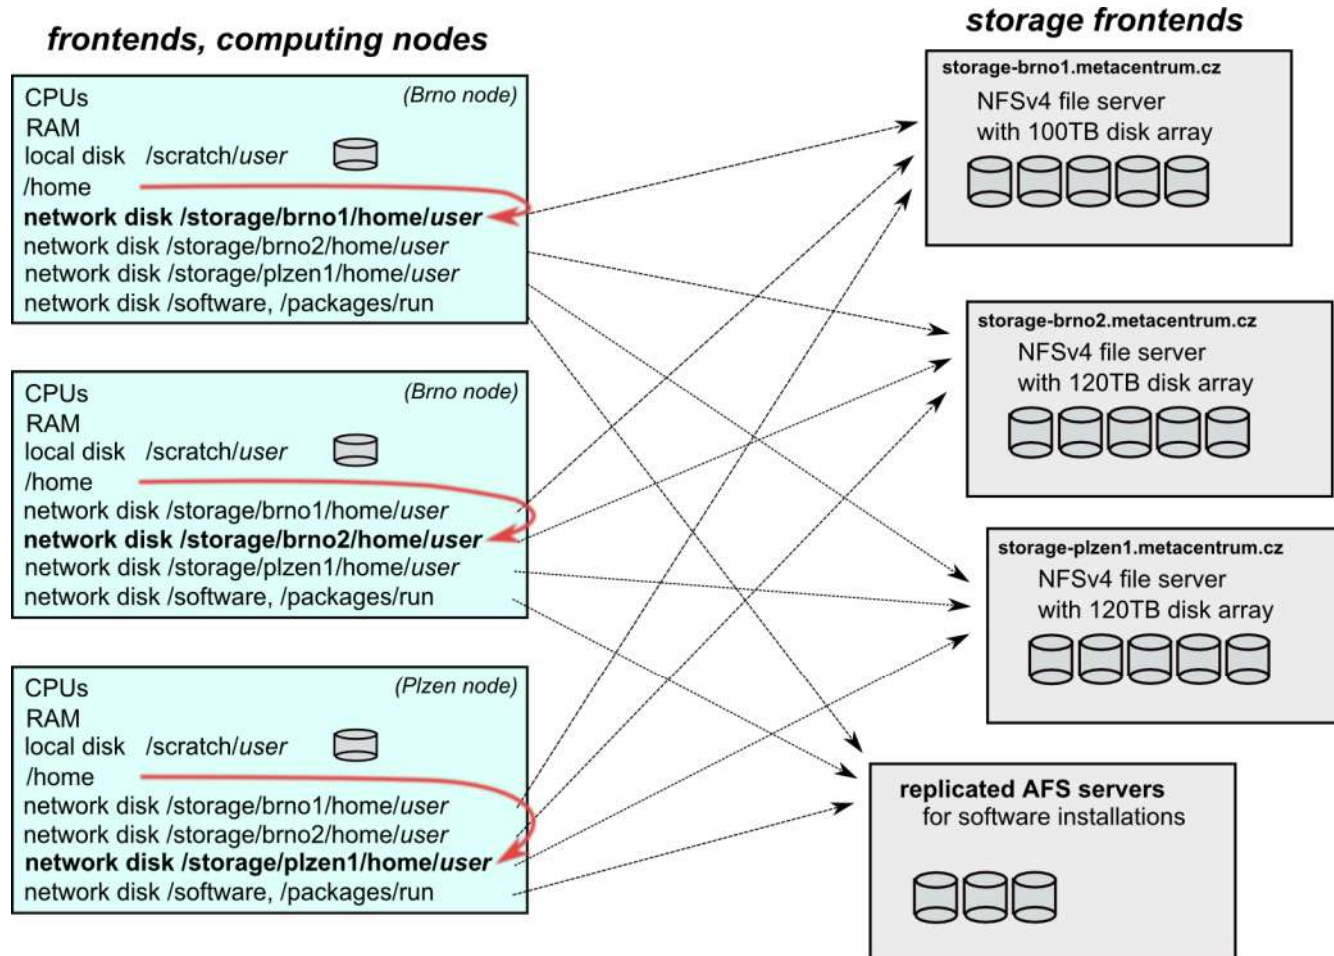 frontends, computing nodes
CPUs
(Brno node)
RAM
local disk /scratch/user
/home
network disk /storage/brno1/home/user
network disk /storage/brno2/home/user
network disk /storage/plzen1/home/user
network disk /software, /packages/run
CPUs
(Brno node)
RAM
local disk /scratch/user
/home
network disk /storage/brno1/home/user
network disk /storage/brno2/home/user
network disk /storage/plzen1/home/user
network disk /software, /packages/run
CPUs
(Plzen node)
RAM
local disk /scratch/user
/home
network disk /storage/brno1/home/user
network disk /storage/brno2/home/user
network disk /storage/plzen1/home/user
network disk /software, /packages/run
storage frontends
storage-brno1.metacentrum.cz
NFSv4 file server
with 100TB disk array
storage-brno2.metacentrum.cz
NFSv4 file server
with 120TB disk array
storage-plzen1.metacentrum.cz
NFSv4 file server
with 120TB disk array
replicated AFS servers
for software installations